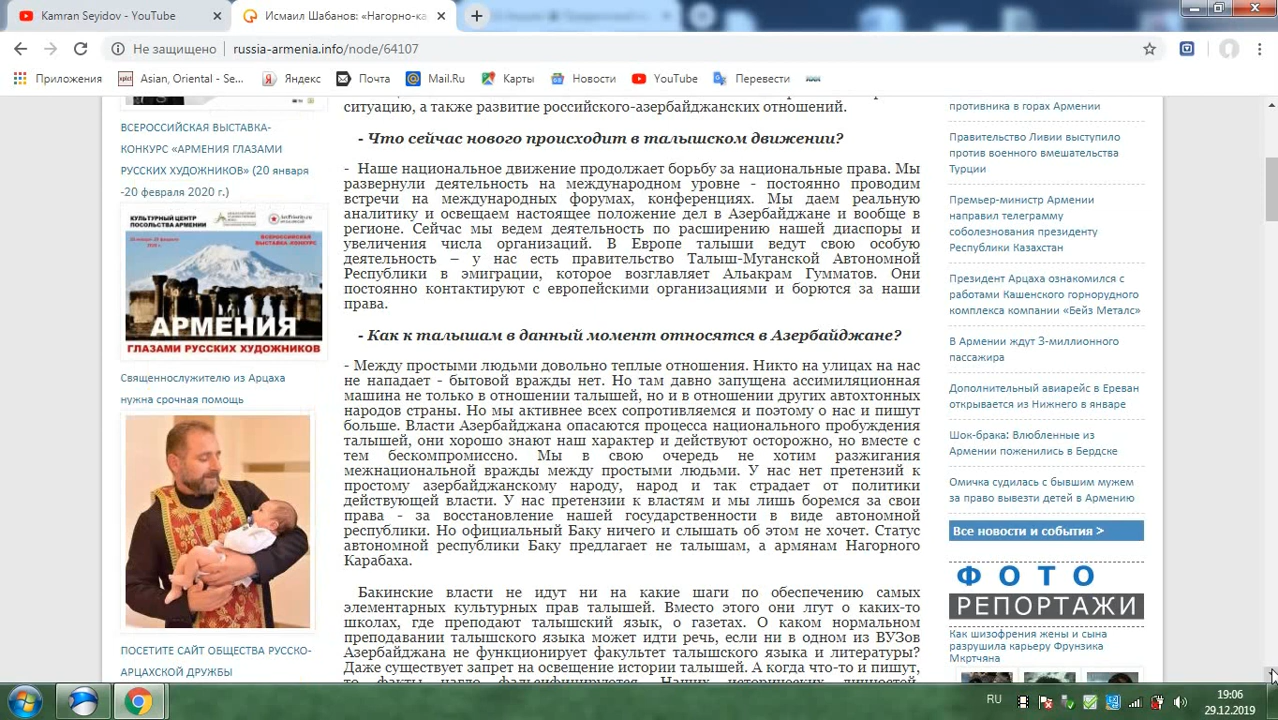 Kamran Seyidov - YouTube
Исмаил Шабанов: «Нагорно-ка
Не защищено
russia-armenia.info/node/64107
Приложения
Asian, Oriental - Se...
Яндекс
Почта
Mail.Ru
Карты
Новости
YouTube
Перевести
ВСЕРОССИЙСКАЯ ВЫСТАВКА-
КОНКУРС «АРМЕНИЯ ГЛАЗАМИ
РУССКИХ ХУДОЖНИКОВ» (20 января
-20 февраля 2020 г.)
КУЛЬТУРНЫЙ ЦЕНТР
ПОСОЛЬСТВА АРМЕНИИ
ВСЕРОССИЙСКАЯ
ВЫСТАВКА-КОНКУРС
АРМЕНИЯ
ГЛАЗАМИ РУССКИХ ХУДОЖНИКОВ
Священнослужителю из Арцаха
нужна срочная помощь
ПОСЕТИТЕ САЙТ ОБЩЕСТВА РУССКО-
АРЦАХСКОЙ ДРУЖБЫ
ситуацию, а также развитие российского-азербайджанских отношений.
- Что сейчас нового происходит в талышском движении?
- Наше национальное движение продолжает борьбу за национальные права. Мы
развернули деятельность на международном уровне - постоянно проводим
встречи на международных форумах, конференциях. Мы даем реальную
аналитику и освещаем настоящее положение дел в Азербайджане и вообще в
регионе. Сейчас мы ведем деятельность по расширению нашей диаспоры и
увеличения числа организаций. В Европе талыши ведут свою особую
деятельность – у нас есть правительство Талыш-Муганской Автономной
Республики в эмиграции, которое возглавляет Альакрам Гумматов. Они
постоянно контактируют с европейскими организациями и борются за наши
права.
- Как к талышам в данный момент относятся в Азербайджане?
- Между простыми людьми довольно теплые отношения. Никто на улицах на нас
не нападает - бытовой вражды нет. Но там давно запущена ассимиляционная
машина не только в отношении талышей, но и в отношении других автохтонных
народов страны. Но мы активнее всех сопротивляемся и поэтому о нас и пишут
больше. Власти Азербайджана опасаются процесса национального пробуждения
талышей, они хорошо знают наш характер и действуют осторожно, но вместе с
тем бескомпромиссно. Мы в свою очередь не хотим разжигания
межнациональной вражды между простыми людьми. У нас нет претензий к
простому азербайджанскому народу, народ и так страдает от политики
действующей власти. У нас претензии к властям и мы лишь боремся за свои
права - за восстановление нашей государственности в виде автономной
республики. Но официальный Баку ничего и слышать об этом не хочет. Статус
автономной республики Баку предлагает не талышам, а армянам Нагорного
Карабаха.
Бакинские власти не идут ни на какие шаги по обеспечению самых
элементарных культурных прав талышей. Вместо этого они лгут о каких-то
школах, где преподают талышский язык, о газетах. О каком нормальном
преподавании талышского языка может идти речь, если ни в одном из ВУЗов
Азербайджана не функционирует факультет талышского языка и литературы?
Даже существует запрет на освещение истории талышей. А когда что-то и пишут,
то факты нагло фальсифицируются. Наших исторических личностей,
противника в горах Армении
Правительство Ливии выступило
против военного вмешательства
Турции
Премьер-министр Армении
направил телеграмму
соболезнования президенту
Республики Казахстан
Президент Арцаха ознакомился с
работами Кашенского горнорудного
комплекса компании «Бейз Металс»
В Армении ждут 3-миллионного
пассажира
Дополнительный авиарейс в Ереван
открывается из Нижнего в январе
Шок-брака: Влюбленные из
Армении поженились в Бердске
Омичка судилась с бывшим мужем
за право вывезти детей в Армению
Все новости и события >
ФОТО
РЕПОРТАЖИ
Как шизофрения жены и сына
разрушила карьеру Фрунзика
Мкртчяна
RU
19:06
29.12.2019